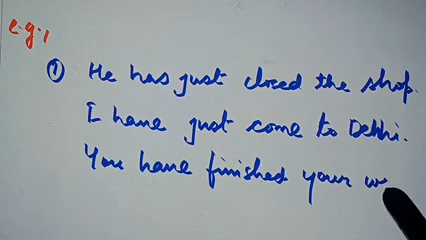 e.g.1
① He has just closed the shop.
I have just come to Delhi.
You have finished your w